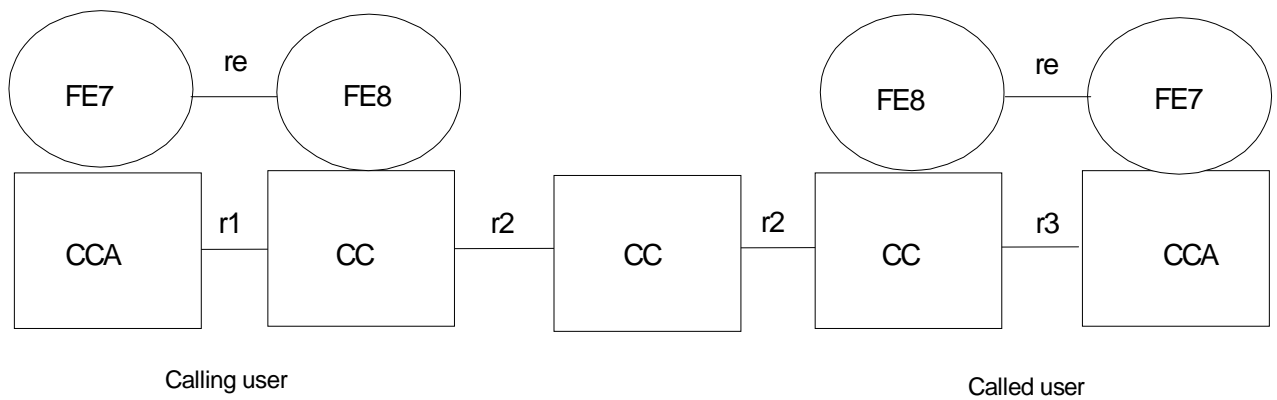 re re
FE7 FE8 FE8 FE7
r1 r2 r2 r3
CCA CC CC CC CCA
Calling user Called user